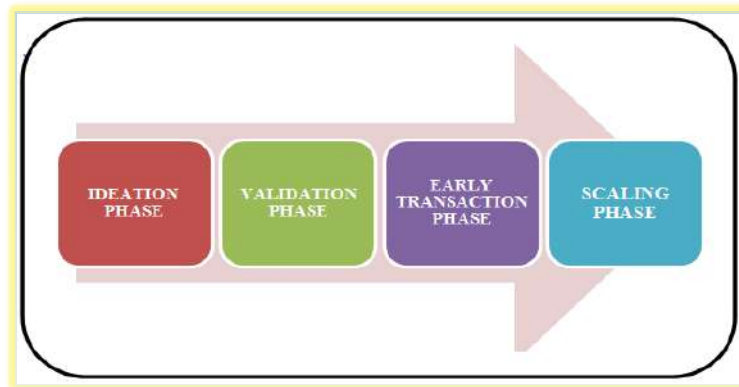 IDEATION
PHASE
VALIDATION
PHASE
EARLY
TRANSACTION
PHASE
SCALING
PHASE